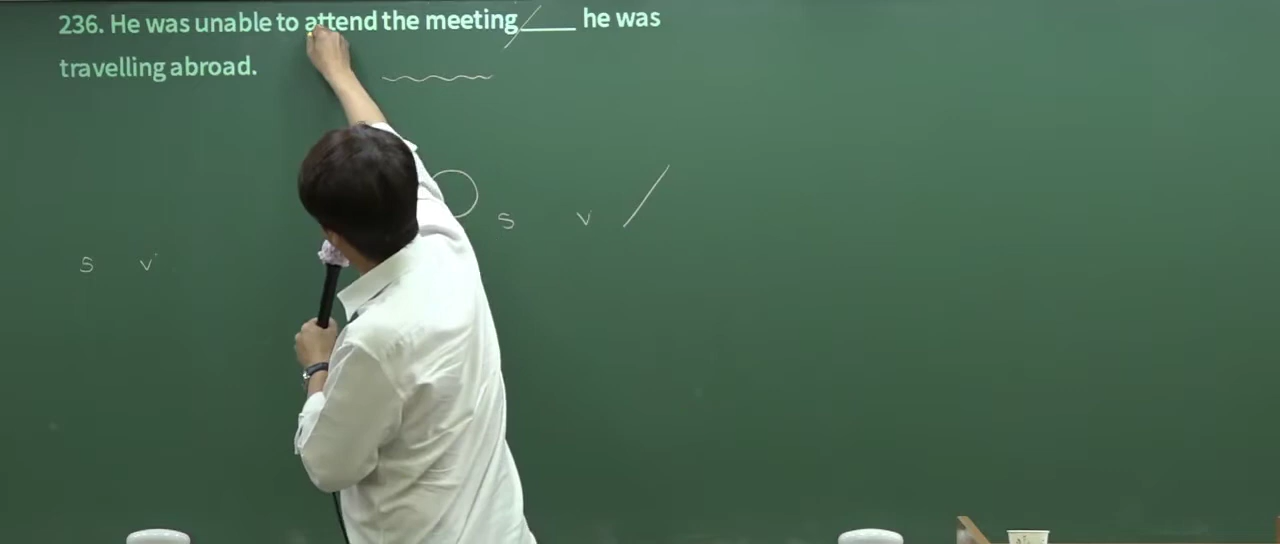 236. He was unable to attend the meeting ____ he was
travelling abroad.
S V
S V